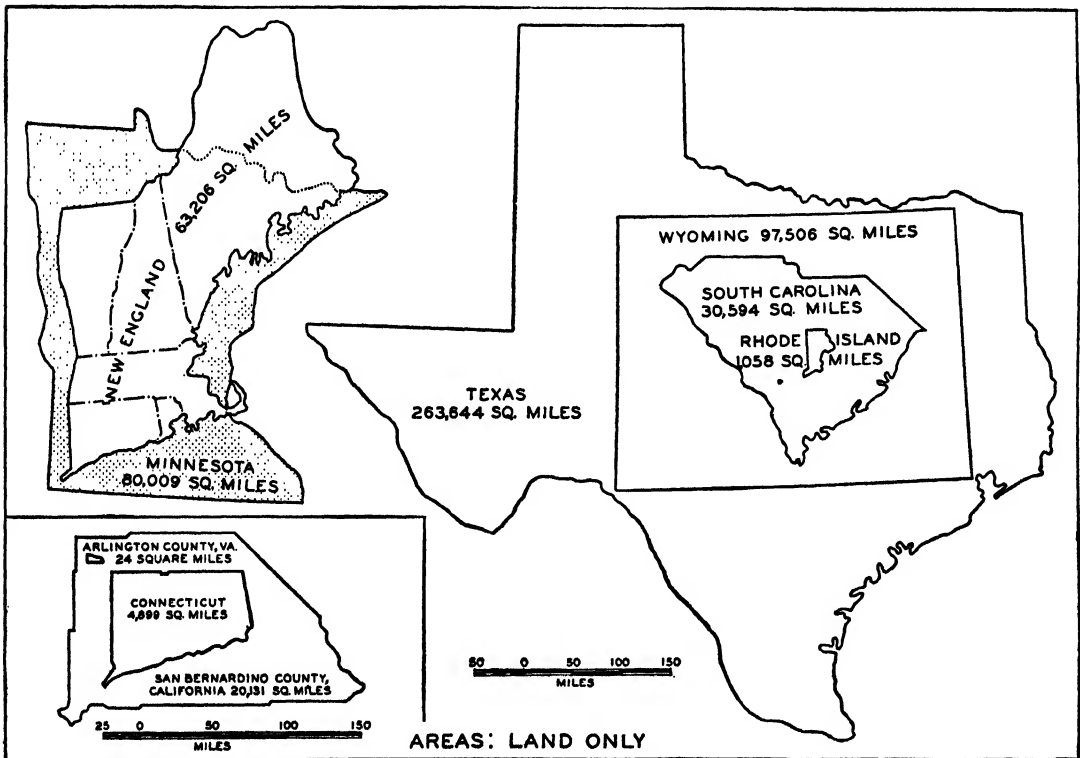 63,206 SQ. MILES
NEW ENGLAND
MINNESOTA
80,009 SQ. MILES
WYOMING 97,506 SQ. MILES
SOUTH CAROLINA
30,594 SQ. MILES
RHODE ISLAND
1058 SQ. MILES
TEXAS
263,644 SQ. MILES
ARLINGTON COUNTY, VA.
24 SQUARE MILES
CONNECTICUT
4,899 SQ. MILES
SAN BERNARDINO COUNTY,
CALIFORNIA 20,131 SQ. MILES
25 0 50 100 150
MILES
50 0 50 100 150
MILES
AREAS: LAND ONLY